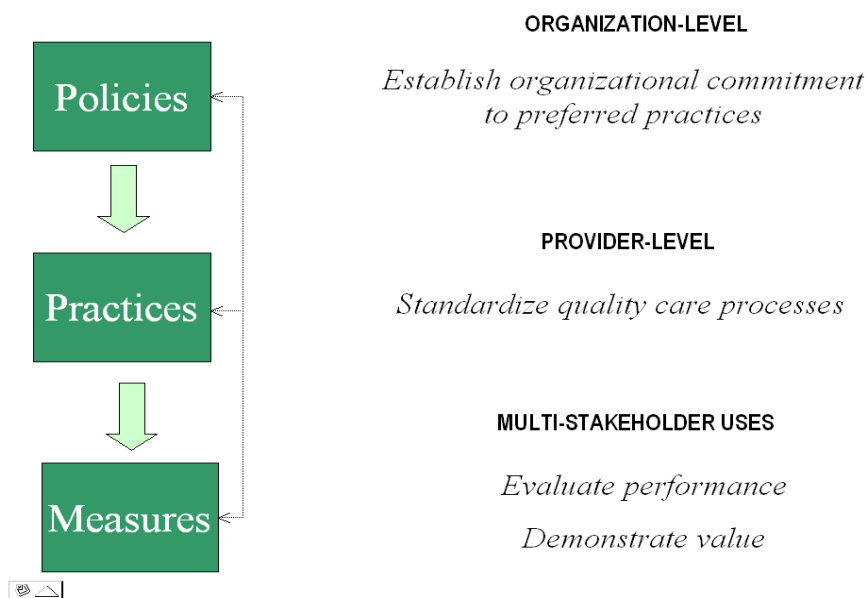 ORGANIZATION-LEVEL
Policies
Establish organizational commitment
to preferred practices
PROVIDER-LEVEL
Practices
Standardize quality care processes
MULTI-STAKEHOLDER USES
Measures
Evaluate performance
Demonstrate value